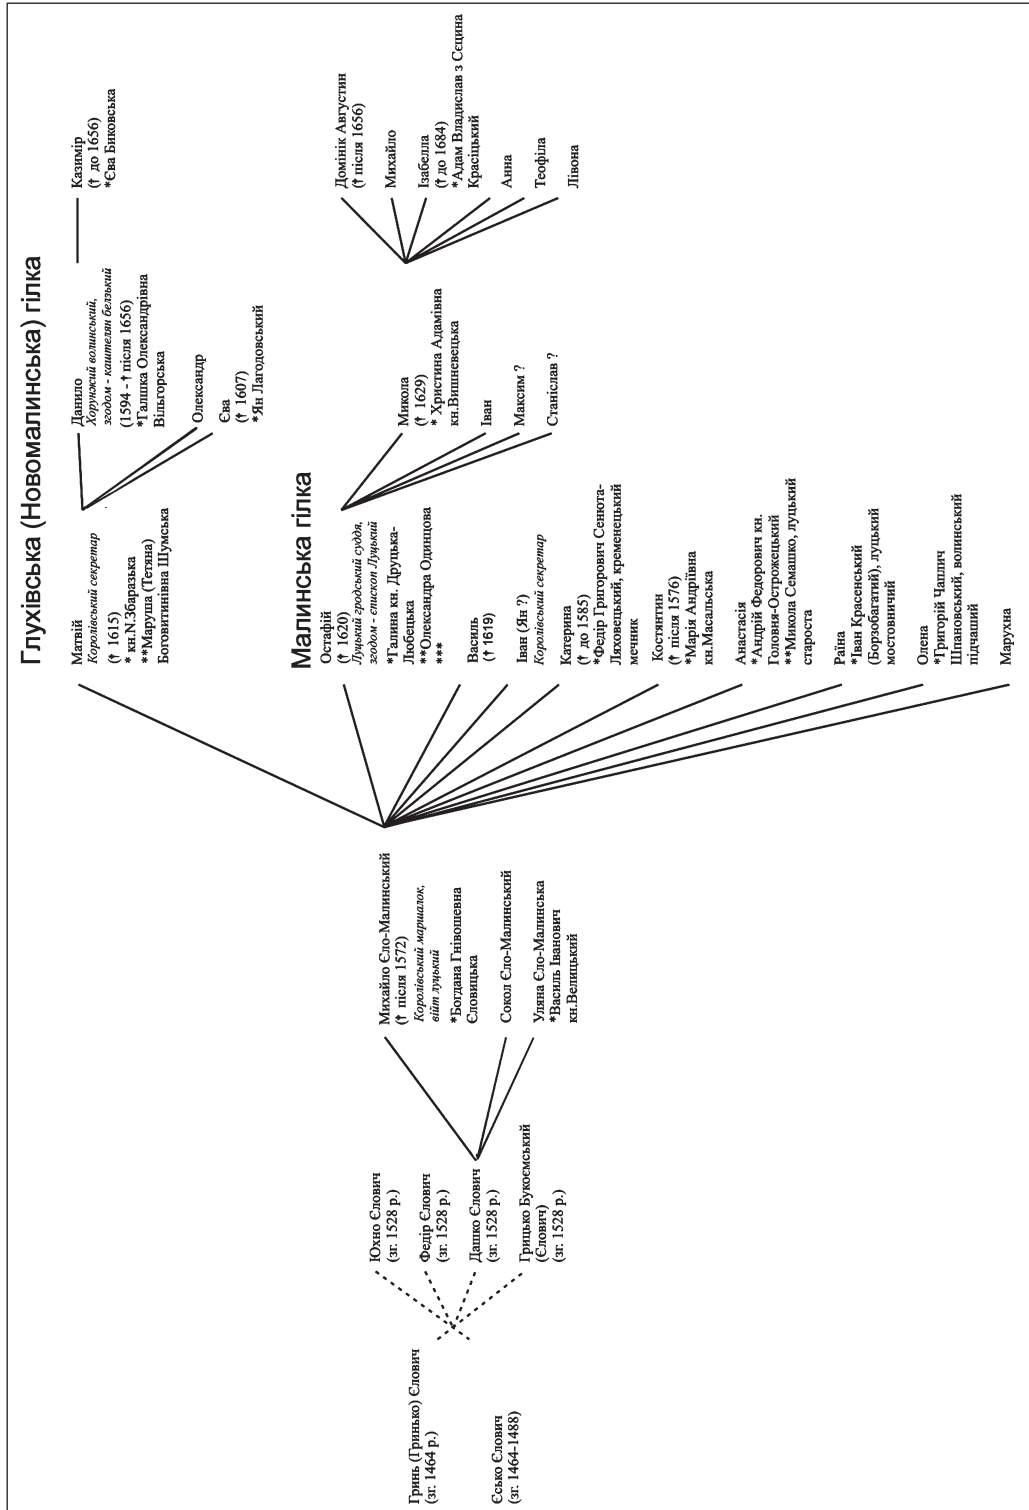 Глухівська (Новомалинська) гілка
Матвій
Королівський секретар
(† 1615)
* кн.N.Збаразька
**Маруша (Тетяна)
Боговитинівна Шумська
Данило
Хорунжий волинський,
згодом - каштелян белзький
(1594 - † після 1656)
*Галшка Олександрівна
Вільгорська
Олександр
Єва
(† 1607)
*Ян Лагодовський
Казимір
(† до 1656)
*Єва Биковська
Малинська гілка
Остафій
(† 1620)
Луцький гродський суддя,
згодом - єпископ Луцький
*Галина кн. Друцька-
Любецька
**Олександра Одинцова
***
Василь
(† 1619)
Іван (Ян ?)
Королівський секретар
Катерина
(† до 1585)
*Федір Григорович Сенюта-
Ляховецький, кременецький
мечник
Костянтин
(† після 1576)
*Марія Андріївна
кн.Масальська
Анастасія
*Андрій Федорович кн.
Головня-Острожецький
**Микола Семашко, луцький
староста
Раїна
*Іван Красенський
(Борзобагатий), луцький
мостовничий
Олена
*Григорій Чаплич
Шпановський, волинський
підчаший
Марухна
Микола
(† 1629)
* Христина Адамівна
кн.Вишневецька
Іван
Максим ?
Станіслав ?
Домінік Августин
(† після 1656)
Михайло
Ізабелла
(† до 1684)
*Адам Владислав з Сєцина
Красіцький
Анна
Теофіла
Лівона
Михайло Єло-Малинський
(† після 1572)
Королівський маршалок,
війт луцький
*Богдана Гнівошевна
Єловицька
Сокол Єло-Малинський
Уляна Єло-Малинська
*Василь Іванович
кн.Велицький
Юхно Єлович
(зг. 1528 р.)
Федір Єлович
(зг. 1528 р.)
Дашко Єлович
(зг. 1528 р.)
Грицько Букоємський
(Єлович)
(зг. 1528 р.)
Гринь (Гринько) Єлович
(зг. 1464 р.)
Єсько Єлович
(зг. 1464-1488)